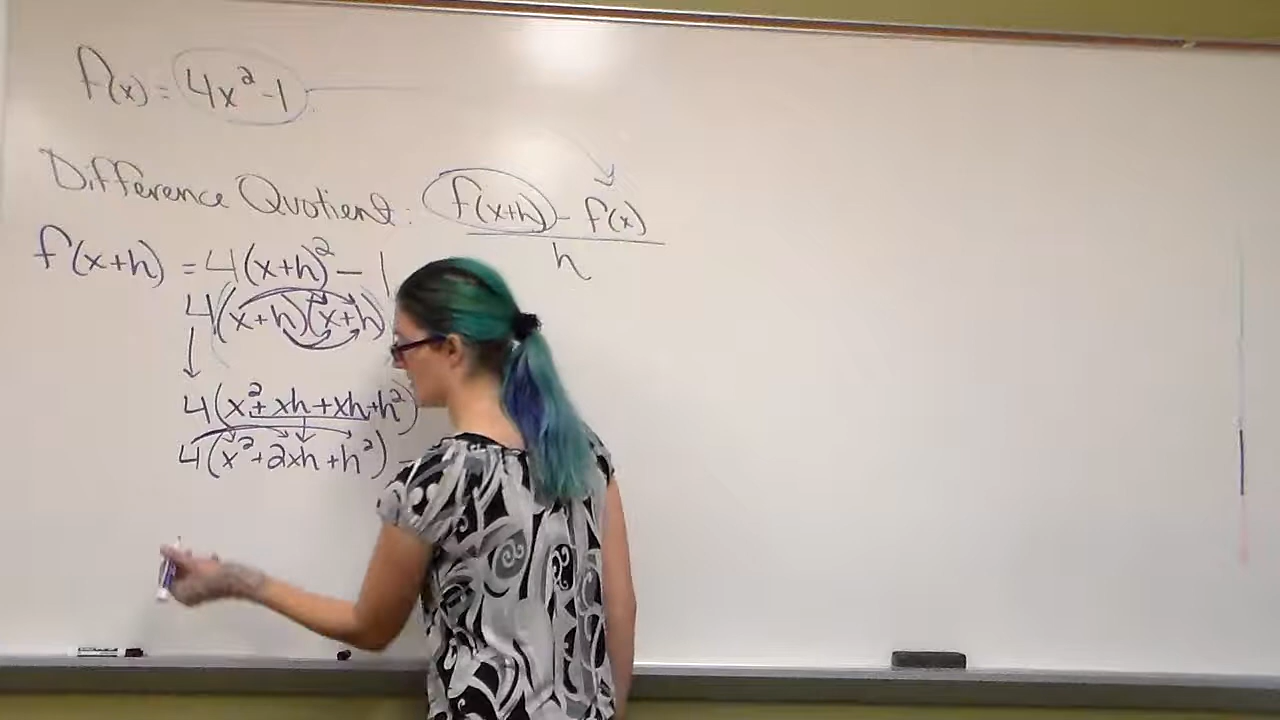 f(x) = 4x² - 1
Difference Quotient: f(x+h) - f(x)
h
f(x+h) = 4(x+h)² - 1
4(x+h)(x+h)
4(x² + xh + xh + h²)
4(x² + 2xh + h²) -